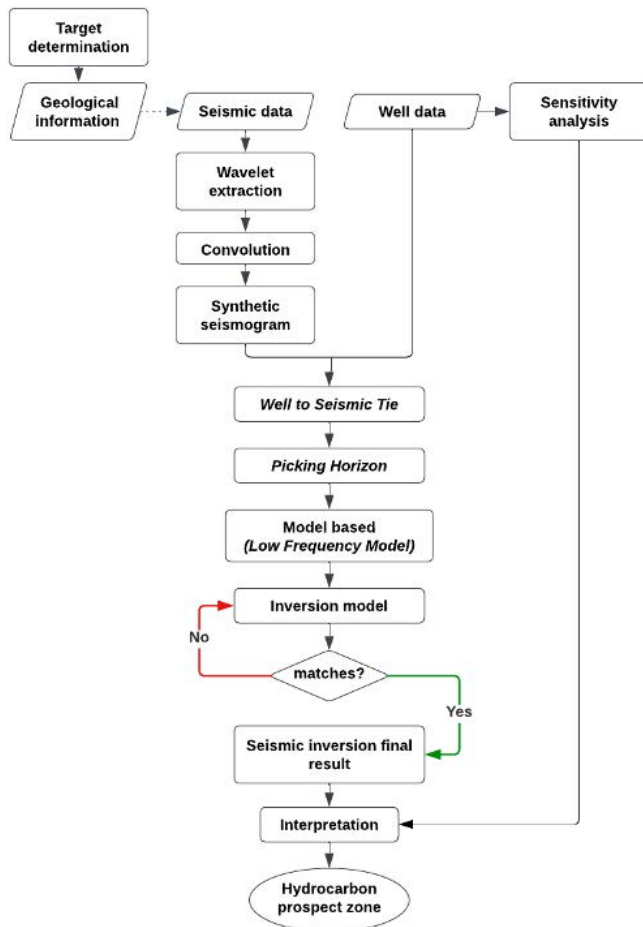 Target
determination
Geological
information
Seismic data
Well data
Sensitivity
analysis
Wavelet
extraction
Convolution
Synthetic
seismogram
Well to Seismic Tie
Picking Horizon
Model based
(Low Frequency Model)
Inversion model
No
matches?
Yes
Seismic inversion final
result
Interpretation
Hydrocarbon
prospect zone